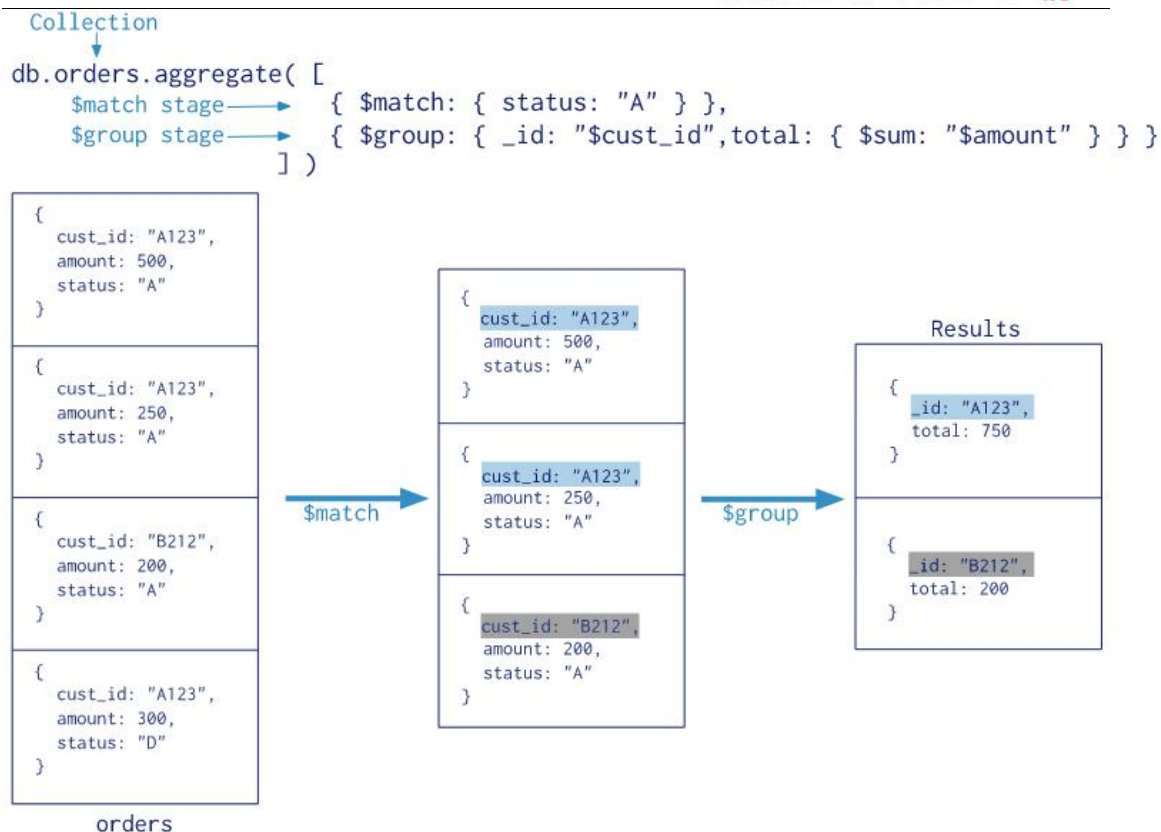 Collection
db.orders.aggregate( [
$match stage
{ $match: { status: "A" } },
$group stage
{ $group: { _id: "$cust_id",total: { $sum: "$amount" } } }
] )
{
cust_id: "A123",
amount: 500,
status: "A"
}
{
cust_id: "A123",
amount: 250,
status: "A"
}
{
cust_id: "B212",
amount: 200,
status: "A"
}
{
cust_id: "A123",
amount: 300,
status: "D"
}
orders
$match
{
cust_id: "A123",
amount: 500,
status: "A"
}
{
cust_id: "A123",
amount: 250,
status: "A"
}
{
cust_id: "B212",
amount: 200,
status: "A"
}
$group
Results
{
_id: "A123",
total: 750
}
{
_id: "B212",
total: 200
}